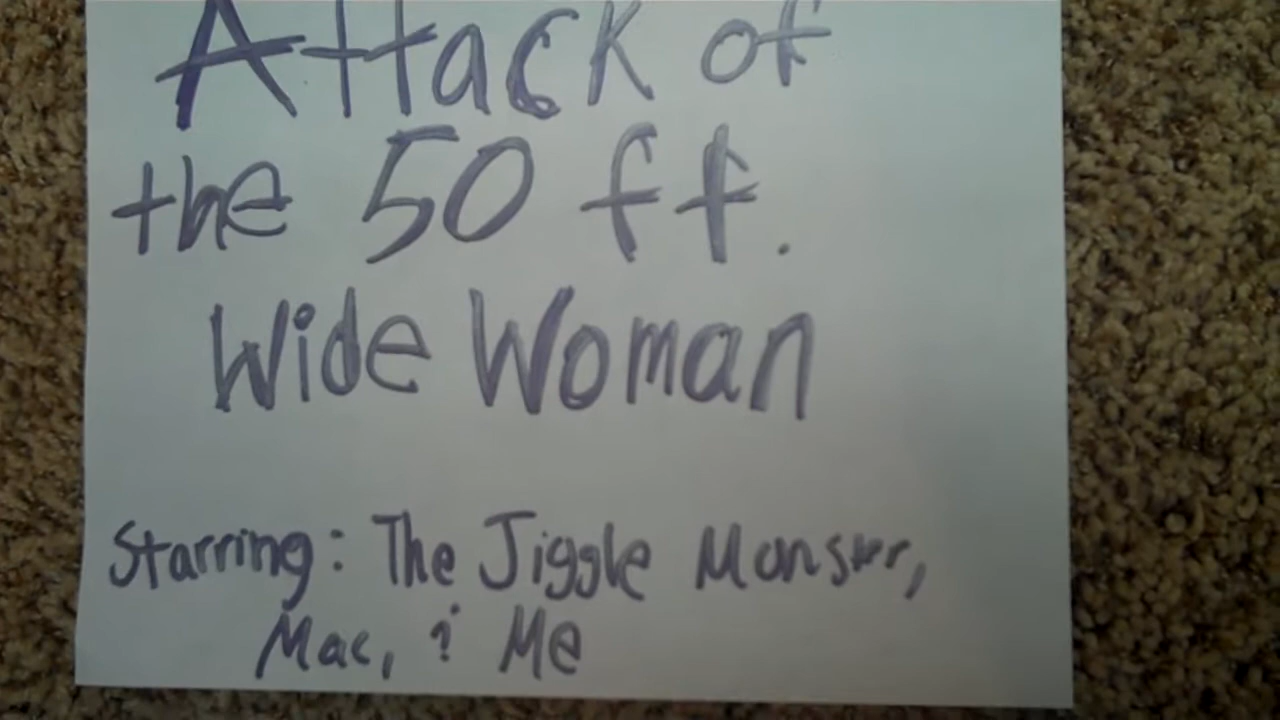 Attack of
the 50 ft.
Wide Woman
Starring: The Jiggle Monster,
Mac, & Me